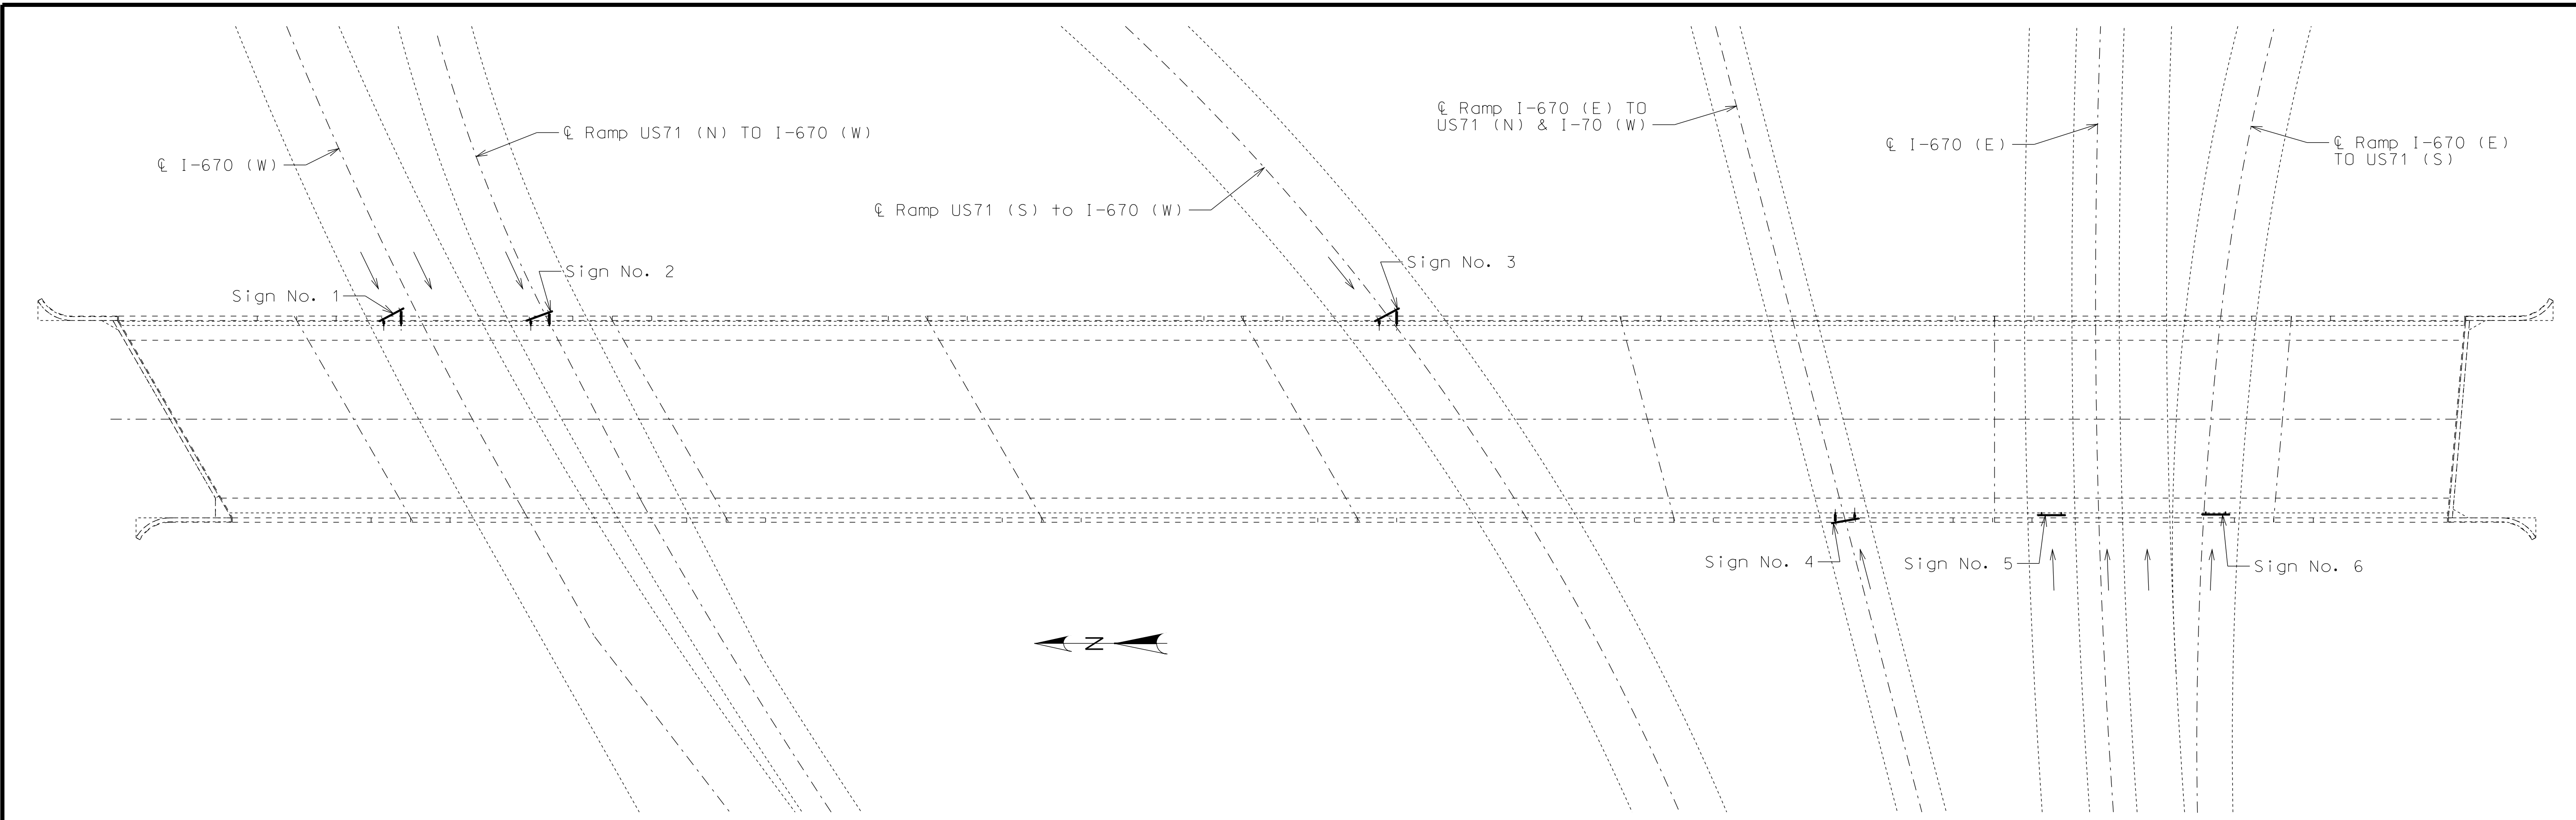 ℄ Ramp I-670 (E) TO
US71 (N) & I-70 (W)
℄ Ramp US71 (N) TO I-670 (W)
℄ I-670 (E)
℄ Ramp I-670 (E)
TO US71 (S)
℄ I-670 (W)
℄ Ramp US71 (S) to I-670 (W)
Sign No. 3
Sign No. 2
Sign No. 1
Sign No. 4
Sign No. 5
Sign No. 6
N